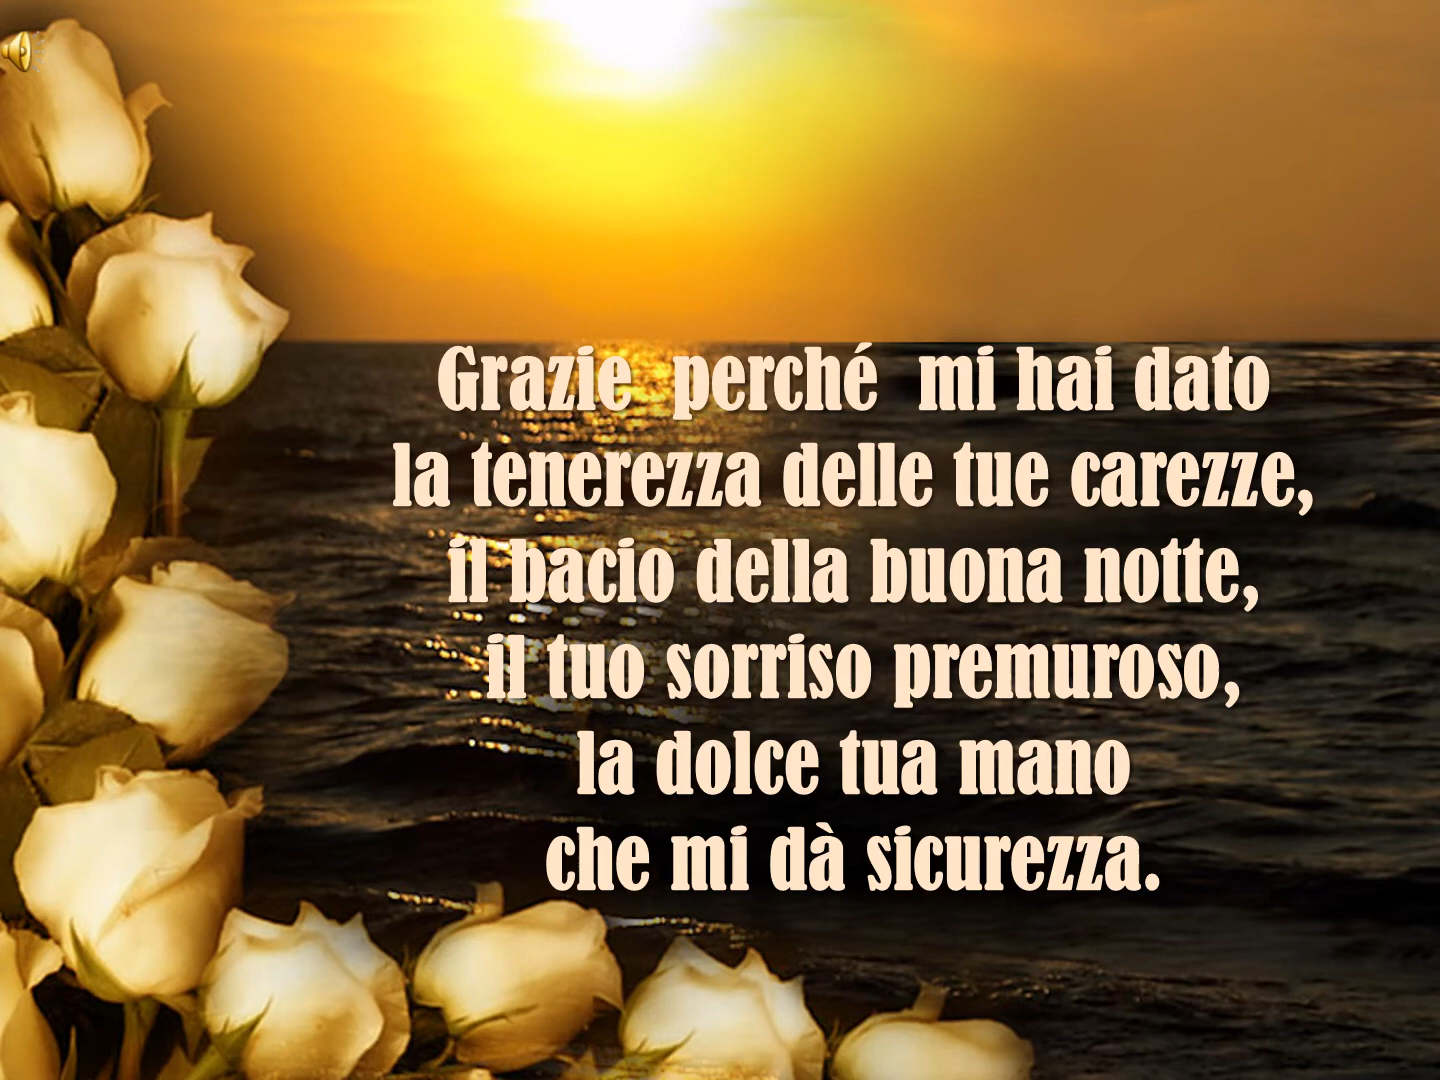 Grazie perché mi hai dato
la tenerezza delle tue carezze,
il bacio della buona notte,
il tuo sorriso premuroso,
la dolce tua mano
che mi dà sicurezza.